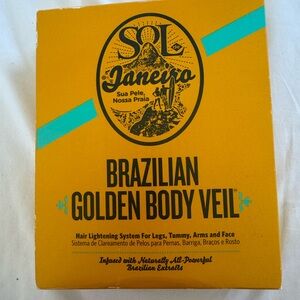 SOL
de
Janeiro
Sua Pele,
Nossa Praia
BRAZILIAN
GOLDEN BODY VEIL
Hair Lightening System For Legs, Tummy, Arms and Face
Sistema de Clareamento de Pelos para Pernas, Barriga, Braços e Rosto
Infused with Naturally All-Powerful
Brazilian Extracts